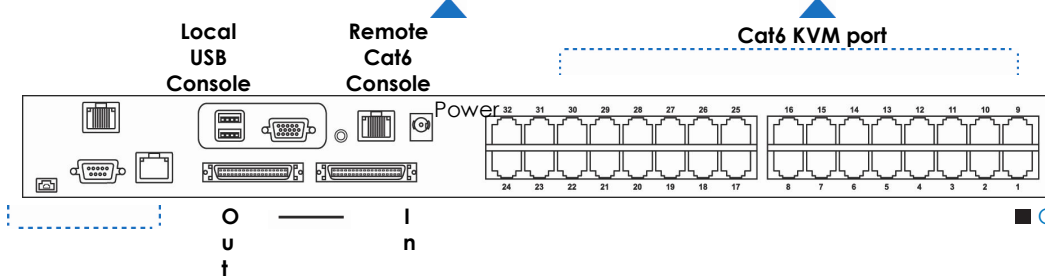 Local
USB
Console
Remote
Cat6
Console
Cat6 KVM port
Power
32 31 30 29 28 27 26 25
16 15 14 13 12 11 10 9
24 23 22 21 20 19 18 17
8 7 6 5 4 3 2 1
O
u
t
I
n